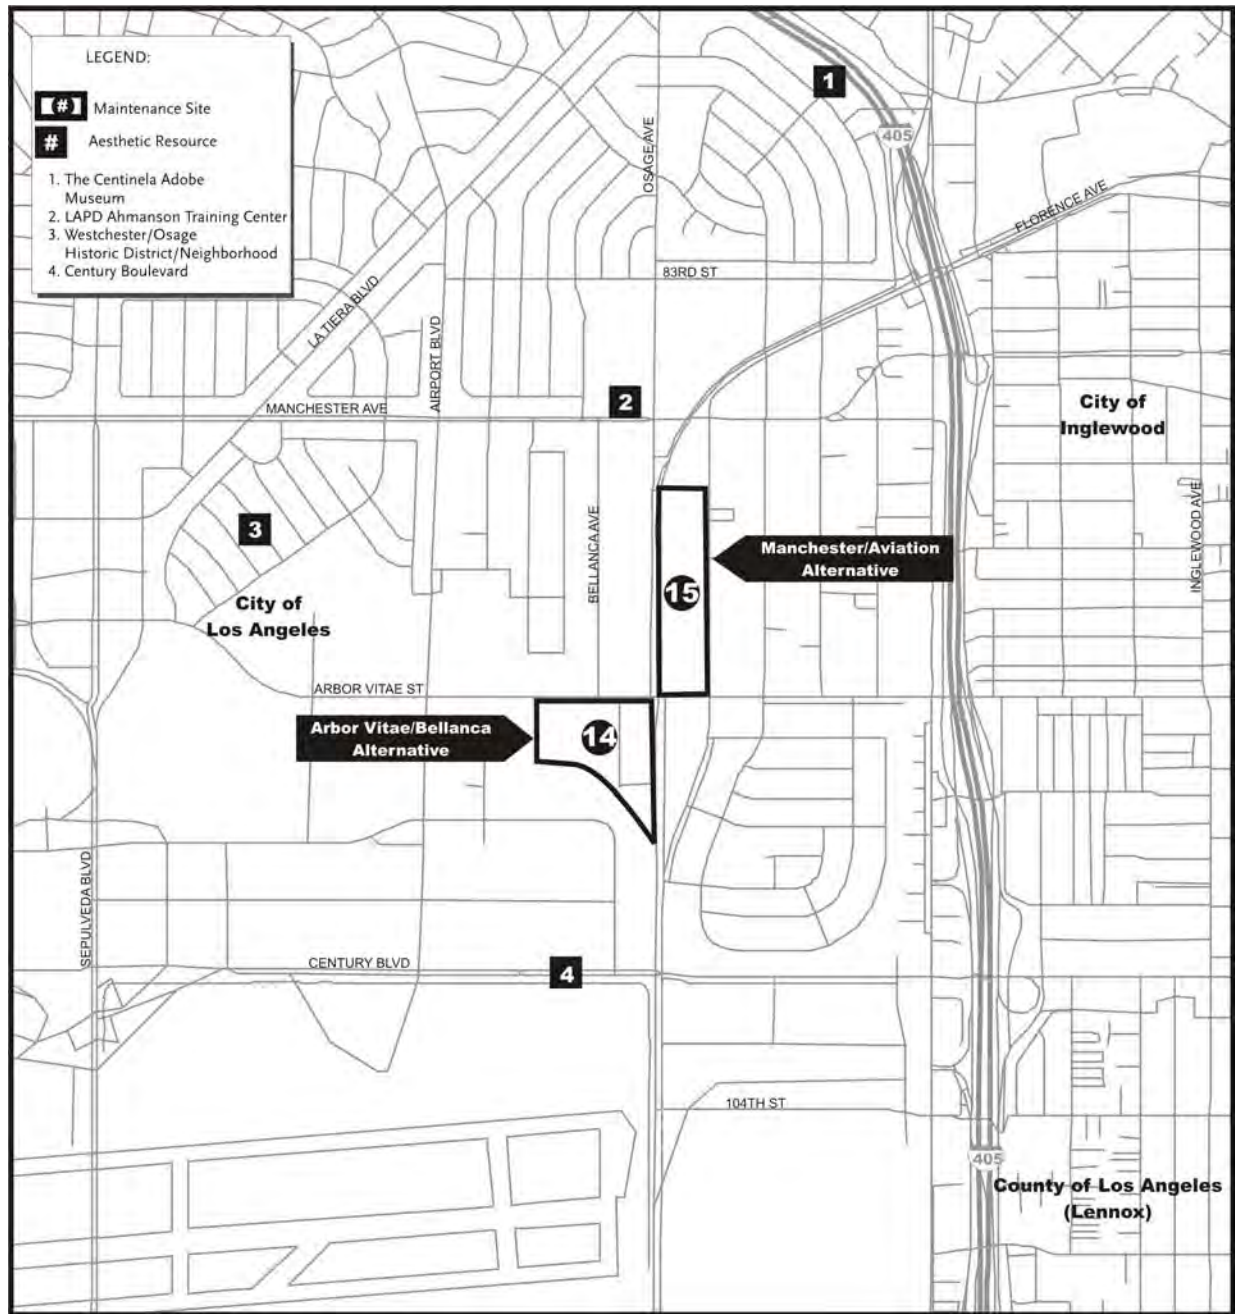 LEGEND:
(#) Maintenance Site
# Aesthetic Resource
1. The Centinela Adobe
Museum
2. LAPD Ahmanson Training Center
3. Westchester/Osage
Historic District/Neighborhood
4. Century Boulevard
1
405
OSAGE AVE
FLORENCE AVE
83RD ST
LA TIERA BLVD
AIRPORT BLVD
MANCHESTER AVE
2
City of
Inglewood
INGLEWOOD AVE
3
BELLANCA AVE
Manchester/Aviation
Alternative
15
City of
Los Angeles
ARBOR VITAE ST
Arbor Vitae/Bellanca
Alternative
14
SEPULVEDA BLVD
CENTURY BLVD
4
104TH ST
405
County of Los Angeles
(Lennox)